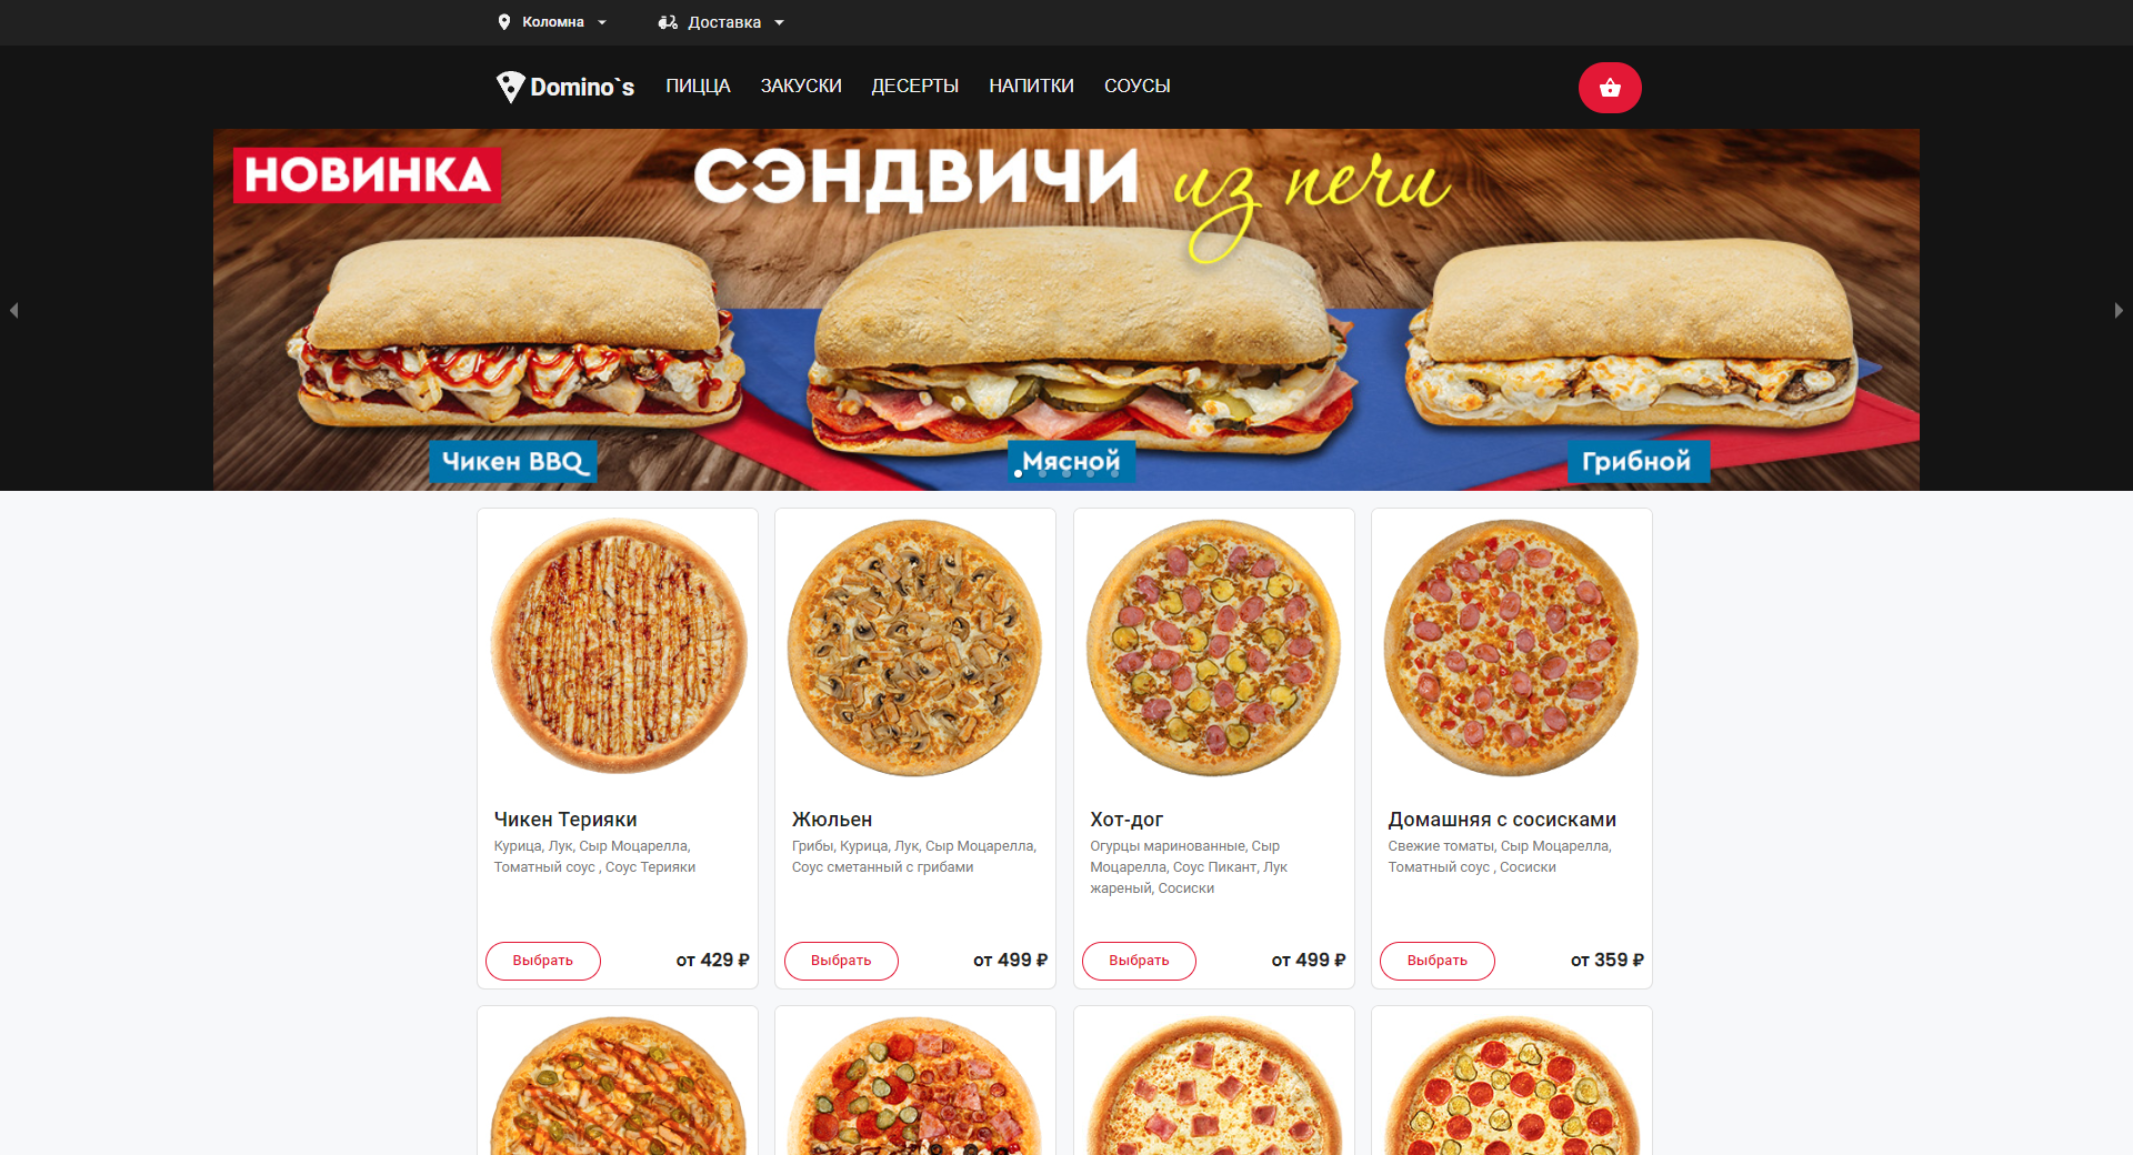 Коломна
Доставка
Domino`s
ПИЦЦА
ЗАКУСКИ
ДЕСЕРТЫ
НАПИТКИ
СОУСЫ
НОВИНКА
СЭНДВИЧИ из печи
Чикен BBQ
Мясной
Грибной
Чикен Терияки
Курица, Лук, Сыр Моцарелла,
Томатный соус , Соус Терияки
Выбрать
от 429 ₽
Жюльен
Грибы, Курица, Лук, Сыр Моцарелла,
Соус сметанный с грибами
Выбрать
от 499 ₽
Хот-дог
Огурцы маринованные, Сыр
Моцарелла, Соус Пикант, Лук
жареный, Сосиски
Выбрать
от 499 ₽
Домашняя с сосисками
Свежие томаты, Сыр Моцарелла,
Томатный соус , Сосиски
Выбрать
от 359 ₽